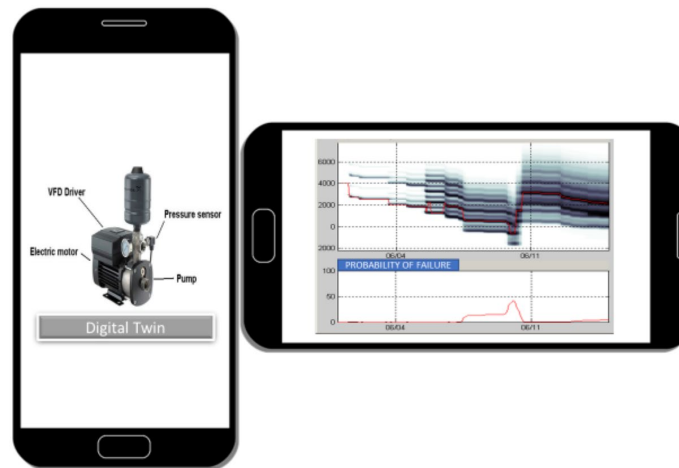 VFD Driver
Pressure sensor
Electric motor
Pump
Digital Twin
6000
4000
2000
0
2000
06/04
06/11
PROBABILITY OF FAILURE
100
50
0
06/04
06/11